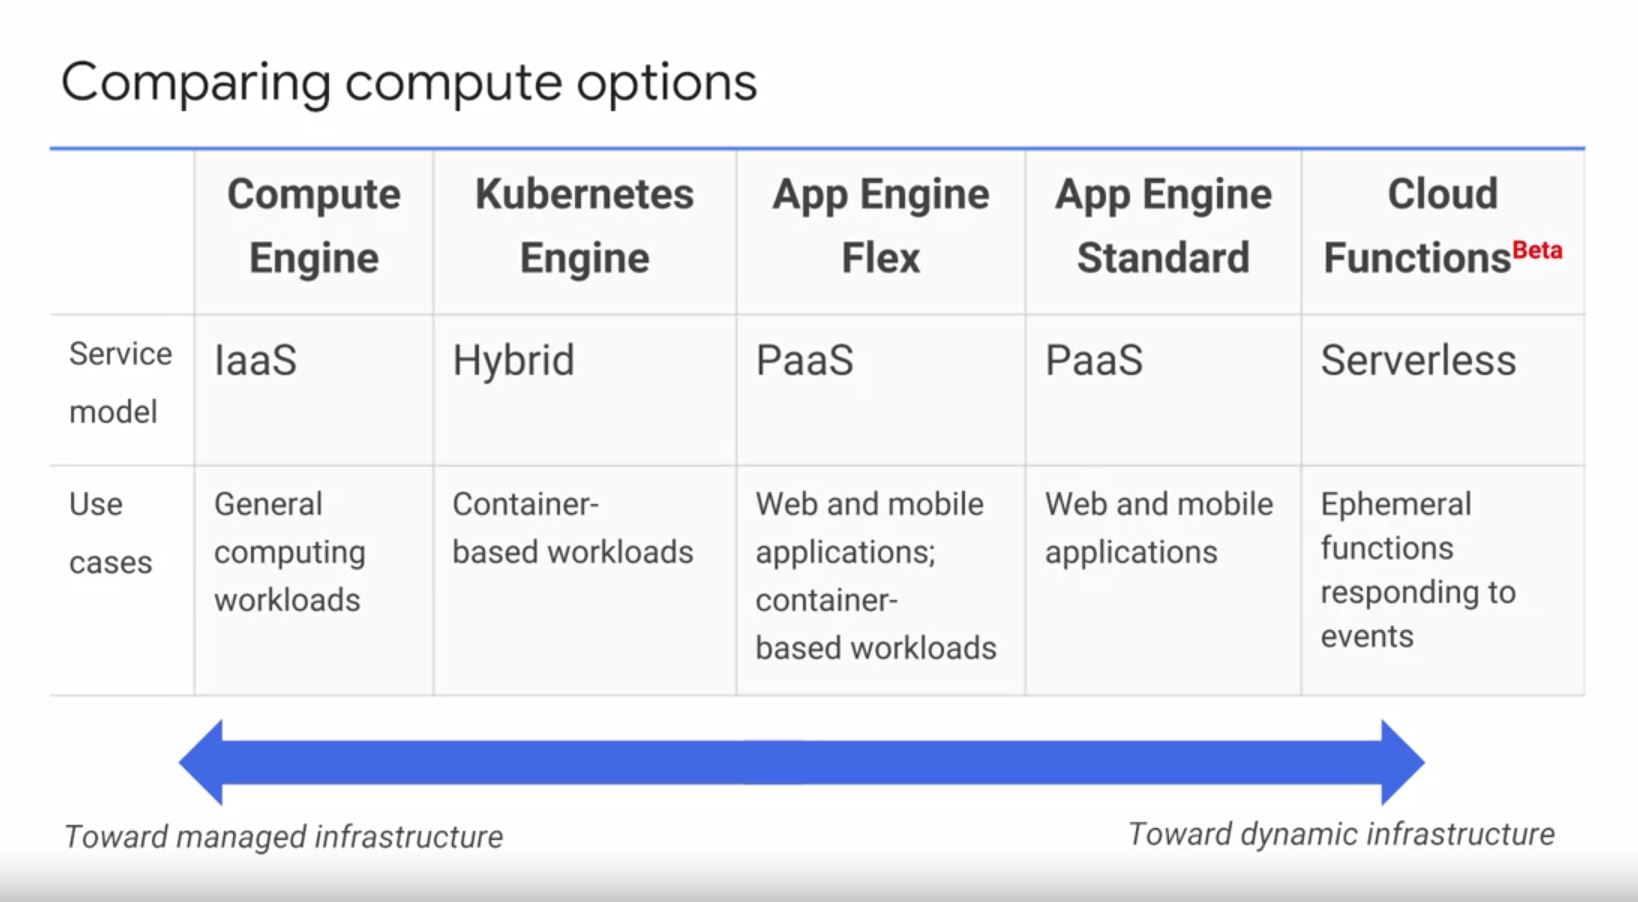 Comparing compute options
Compute Engine
Kubernetes Engine
App Engine Flex
App Engine Standard
Cloud Functions Beta
Service model
IaaS
Hybrid
PaaS
PaaS
Serverless
Use cases
General computing workloads
Container-based workloads
Web and mobile applications; container-based workloads
Web and mobile applications
Ephemeral functions responding to events
Toward managed infrastructure
Toward dynamic infrastructure